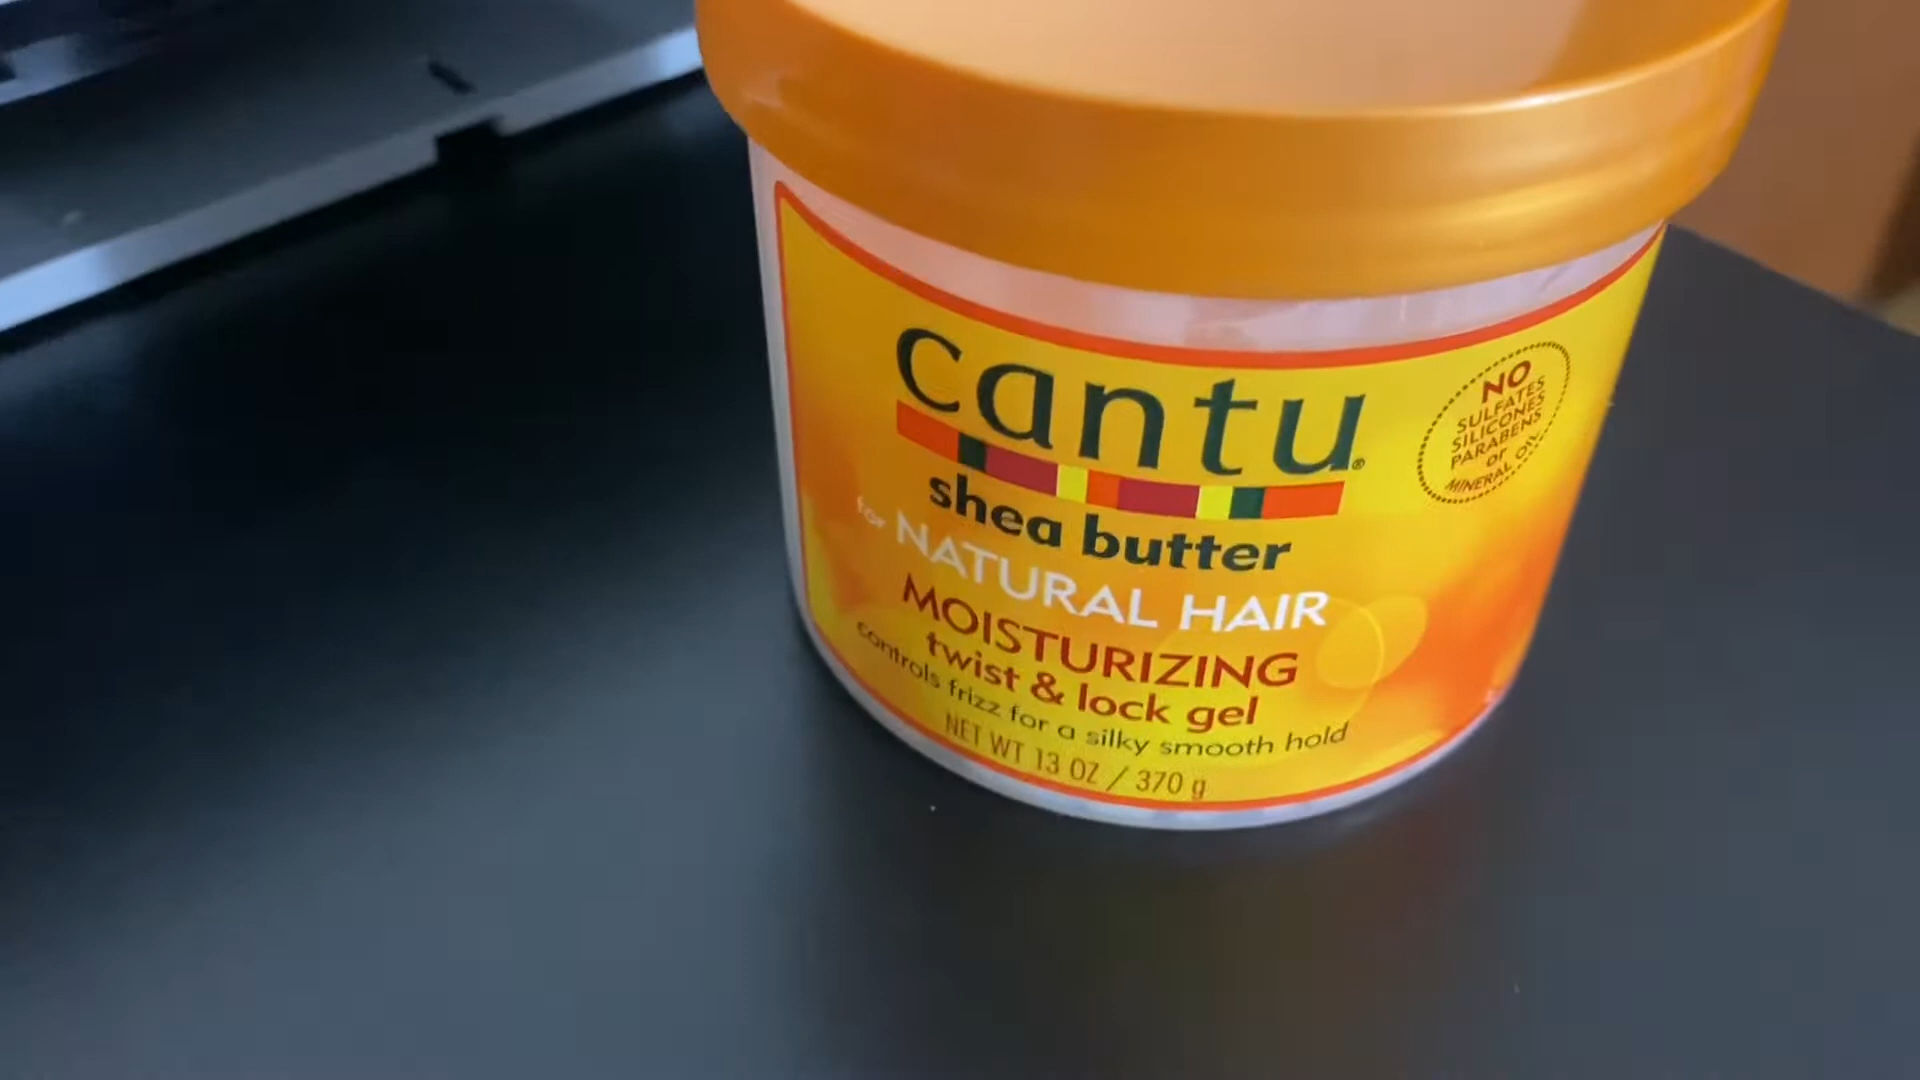 cantu®
shea butter
for NATURAL HAIR
MOISTURIZING
twist & lock gel
controls frizz for a silky smooth hold
NET WT 13 OZ / 370 g
NO
SULFATES
SILICONES
PARABENS
or
MINERAL OIL